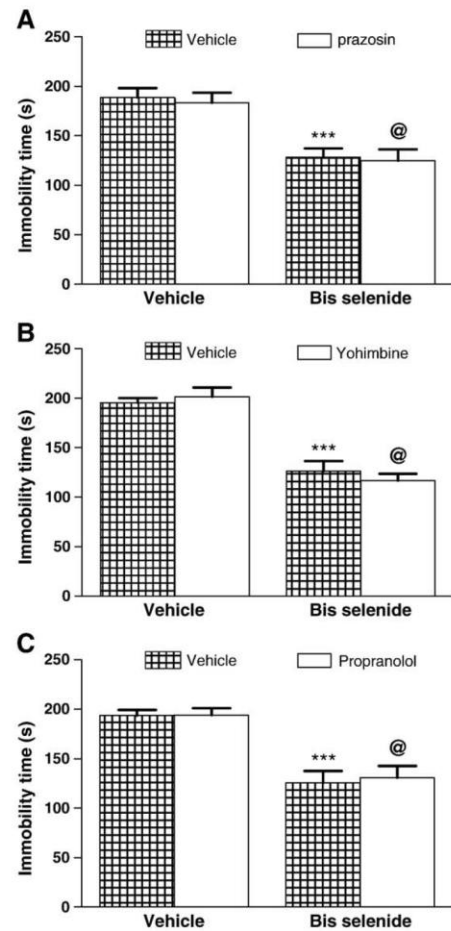 A
Vehicle prazosin
Immobility time (s)
250
200
150
100
50
0
*** @
Vehicle Bis selenide
B
Vehicle Yohimbine
Immobility time (s)
250
200
150
100
50
0
*** @
Vehicle Bis selenide
C
Vehicle Propranolol
Immobility time (s)
250
200
150
100
50
0
*** @
Vehicle Bis selenide